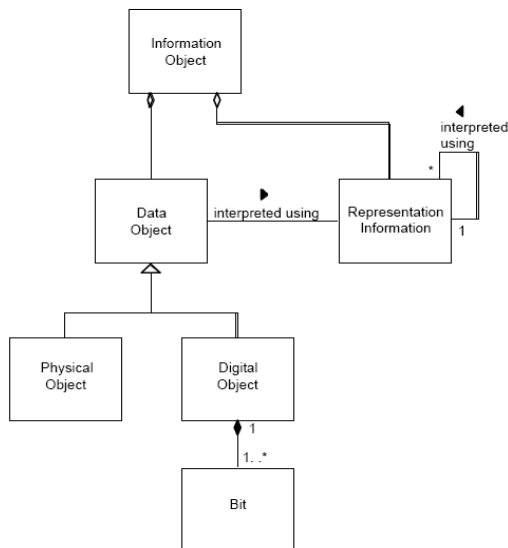 Information
Object
interpreted
using
*
Data
Object
interpreted using
Representation
Information
1
Physical
Object
Digital
Object
1
1. .*
Bit